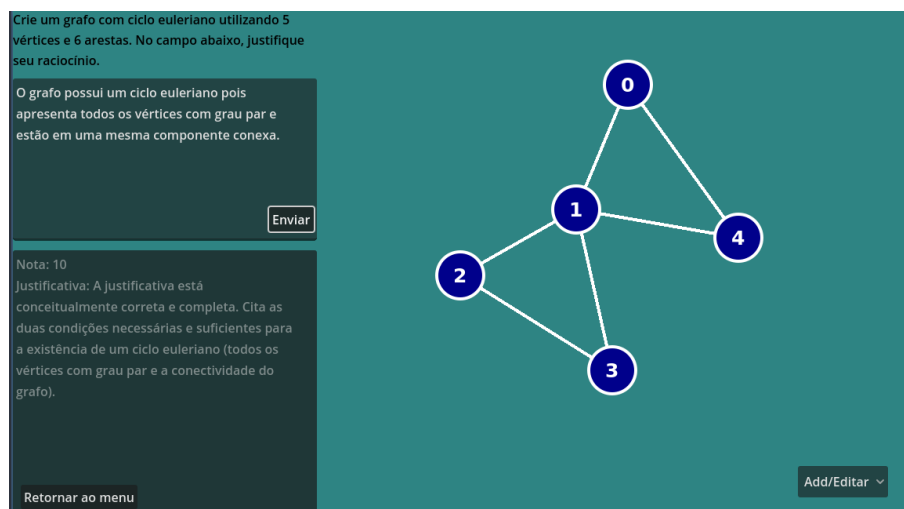 Crie um grafo com ciclo euleriano utilizando 5
vértices e 6 arestas. No campo abaixo, justifique
seu raciocínio.
O grafo possui um ciclo euleriano pois
apresenta todos os vértices com grau par e
estão em uma mesma componente conexa.
Enviar
Nota: 10
Justificativa: A justificativa está
conceitualmente correta e completa. Cita as
duas condições necessárias e suficientes para
a existência de um ciclo euleriano (todos os
vértices com grau par e a conectividade do
grafo).
Retornar ao menu
0
1
4
2
3
Add/Editar